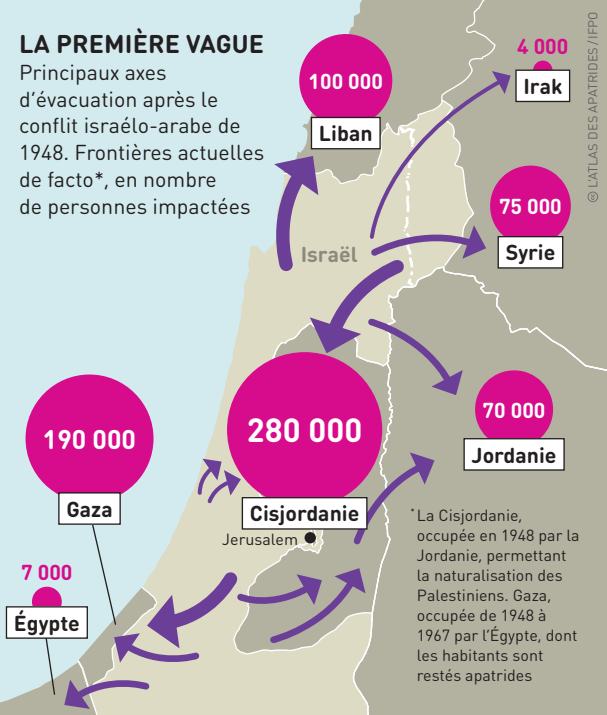 LA PREMIÈRE VAGUE
Principaux axes
d'évacuation après le
conflit israélo-arabe de
1948. Frontières actuelles
de facto*, en nombre
de personnes impactées
100 000
Liban
4 000
Irak
© L'ATLAS DES APATRIDES / IFPO
75 000
Syrie
Israël
280 000
Cisjordanie
Jerusalem
190 000
Gaza
70 000
Jordanie
7 000
Égypte
*La Cisjordanie,
occupée en 1948 par la
Jordanie, permettant
la naturalisation des
Palestiniens. Gaza,
occupée de 1948 à
1967 par l'Égypte, dont
les habitants sont
restés apatrides